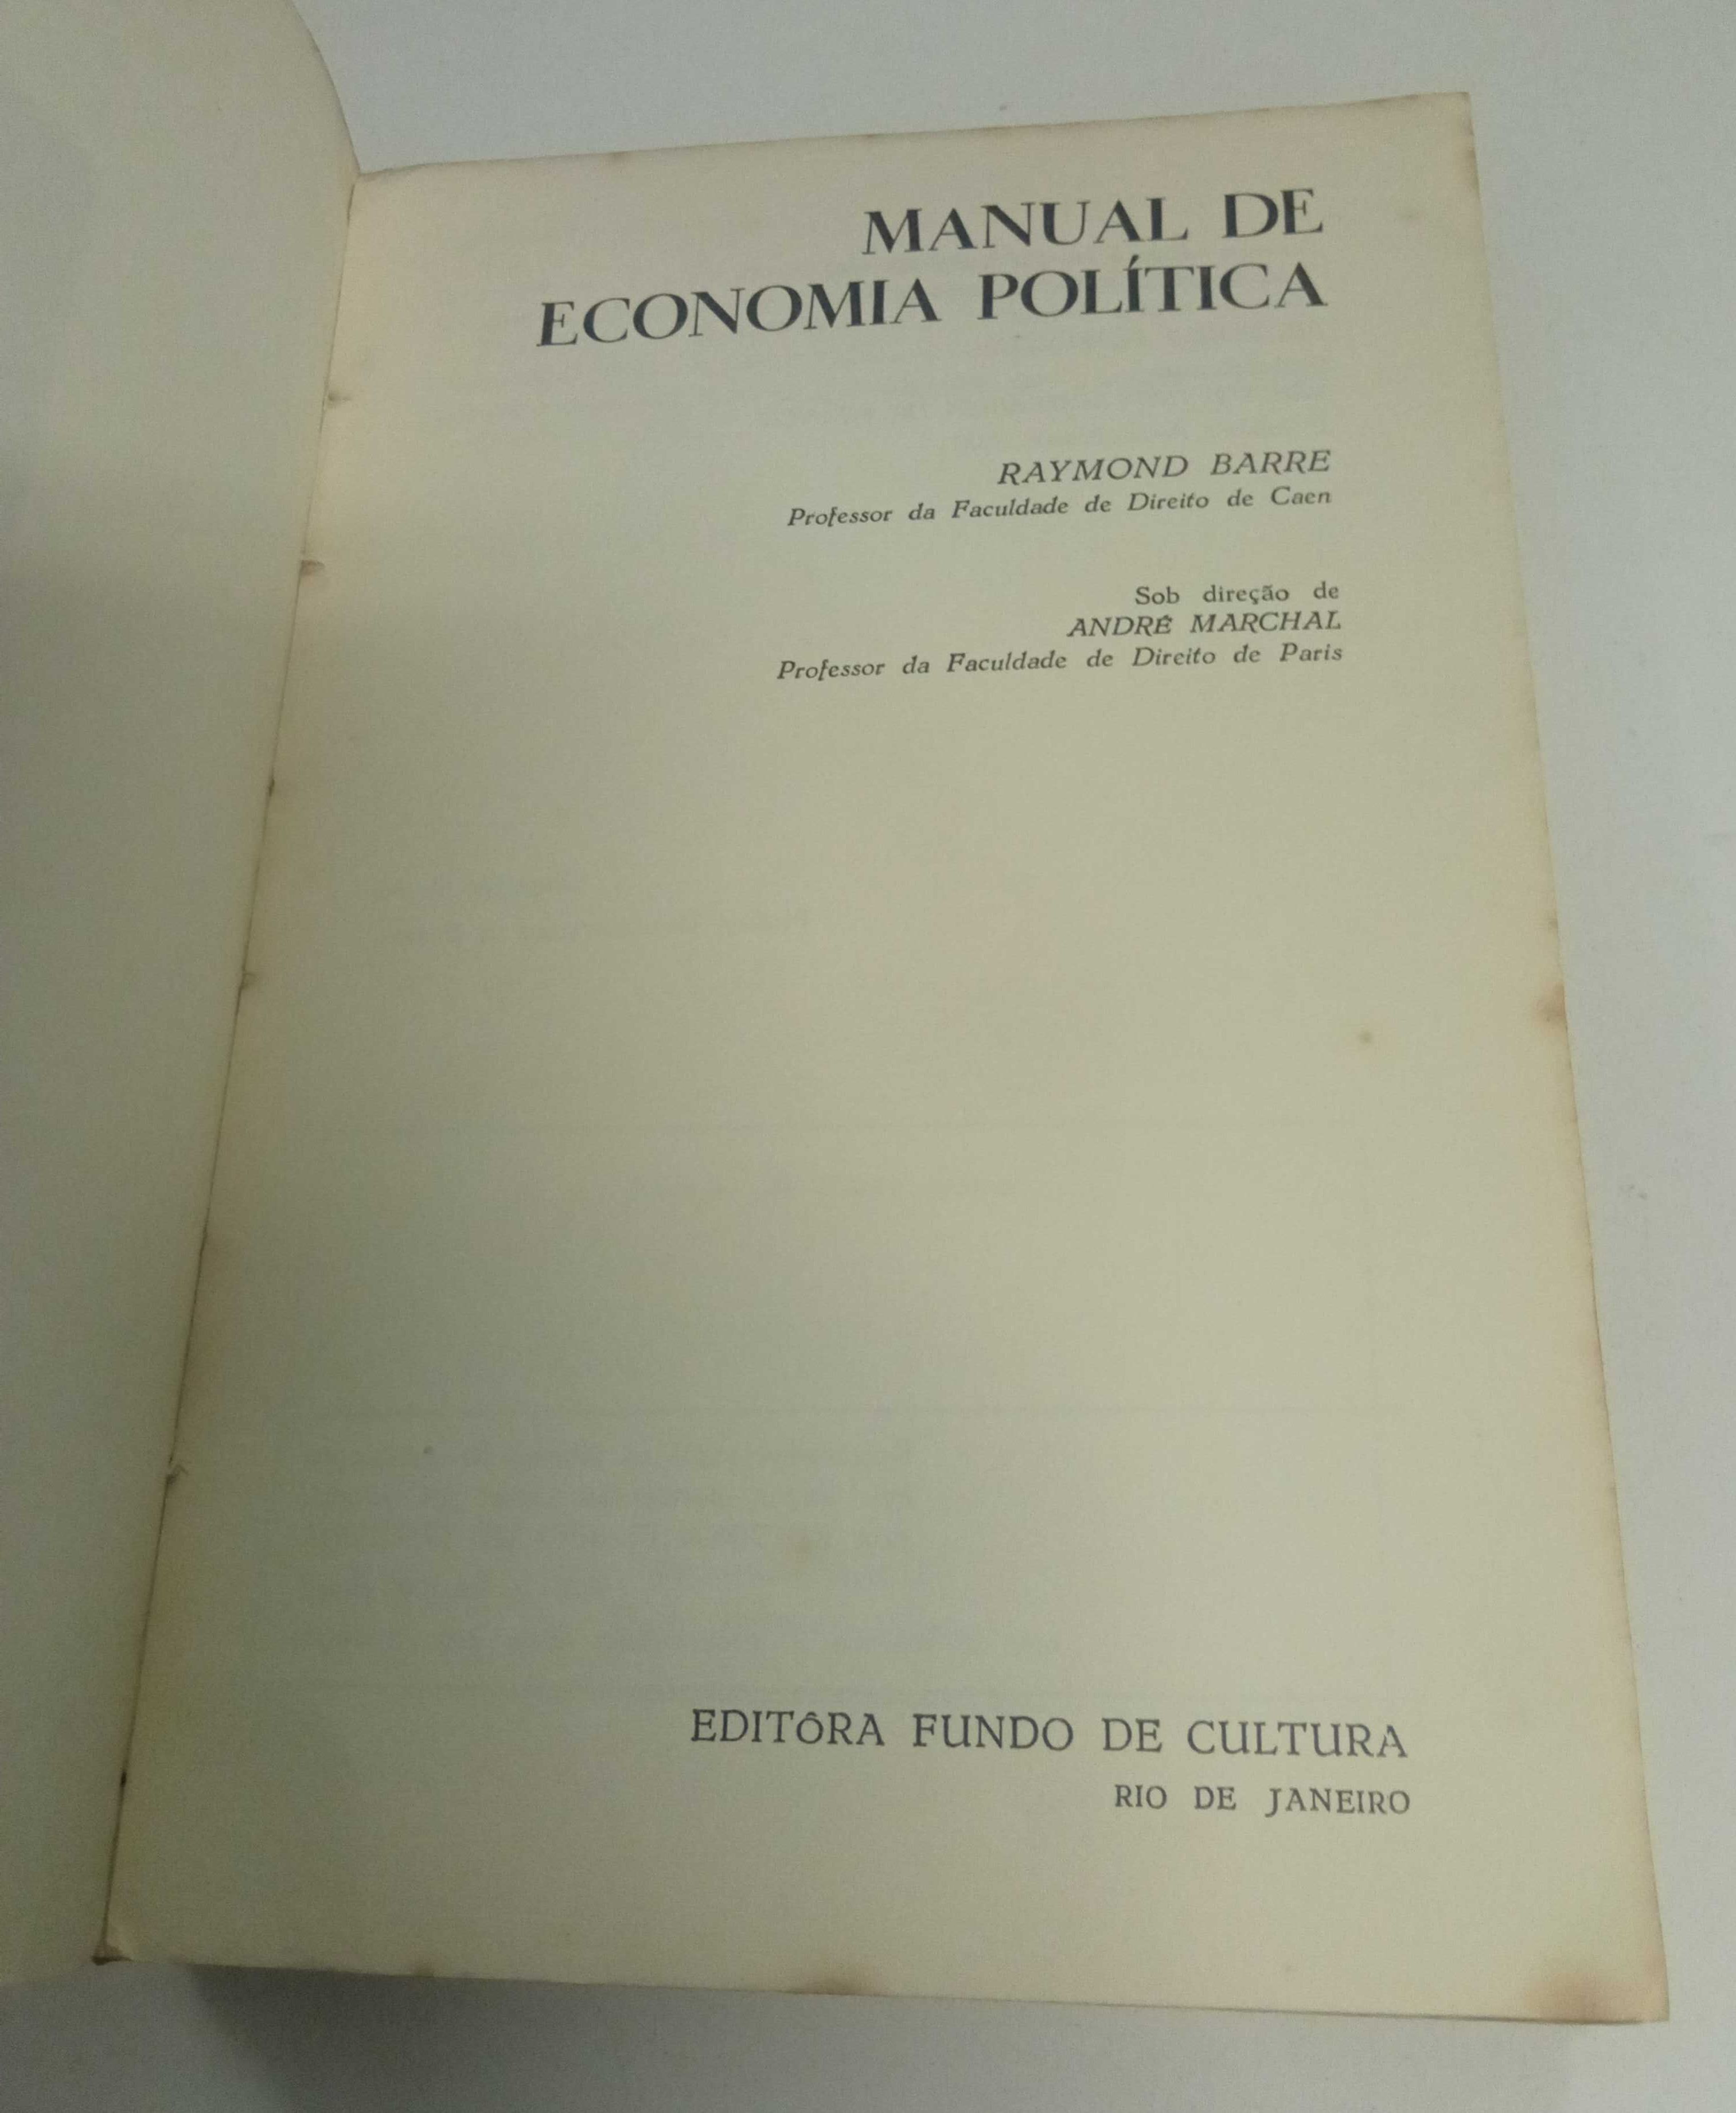 MANUAL DE
ECONOMIA POLÍTICA
RAYMOND BARRE
Professor da Faculdade de Direito de Caen
Sob direção de
ANDRÉ MARCHAL
Professor da Faculdade de Direito de Paris
EDITÔRA FUNDO DE CULTURA
RIO DE JANEIRO